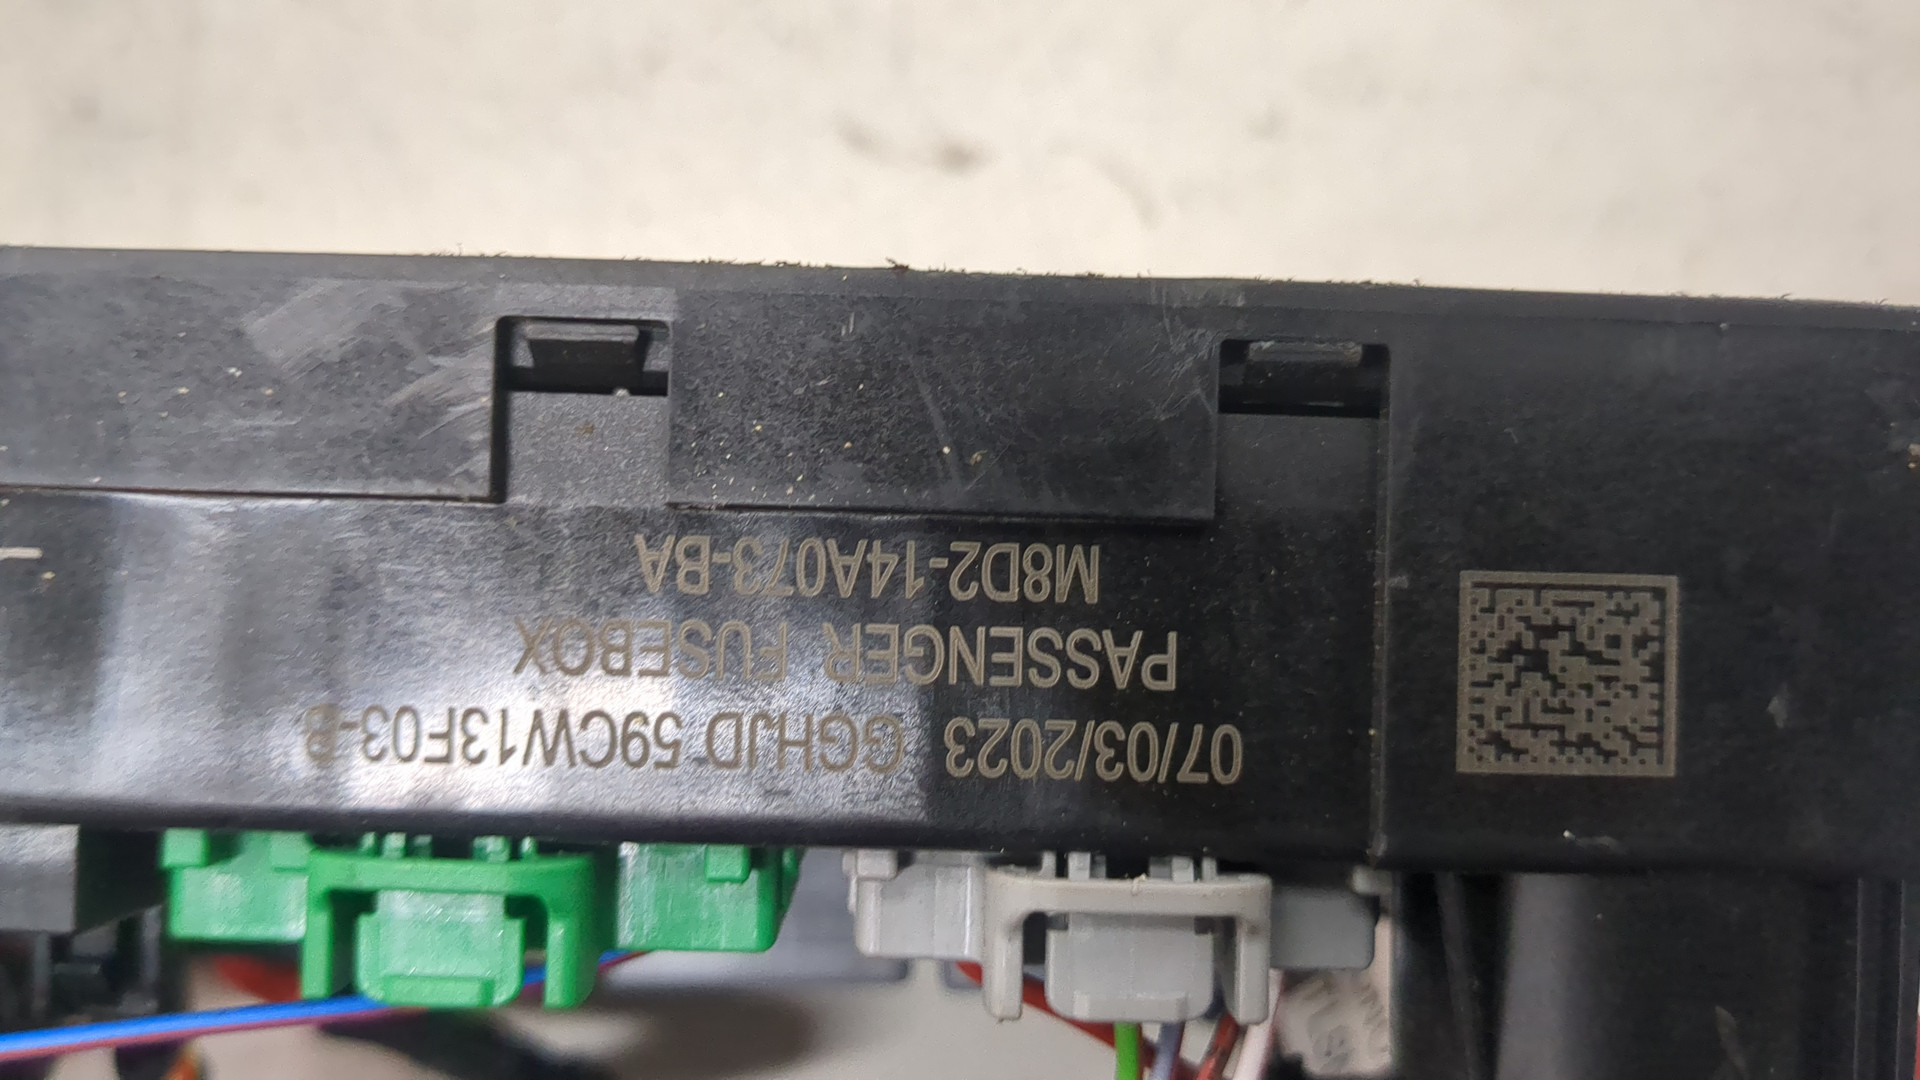 M8D2-14A073-BA
PASSENGER FUSEBOX
07/03/2023 GGHJD 59CW13F03-B